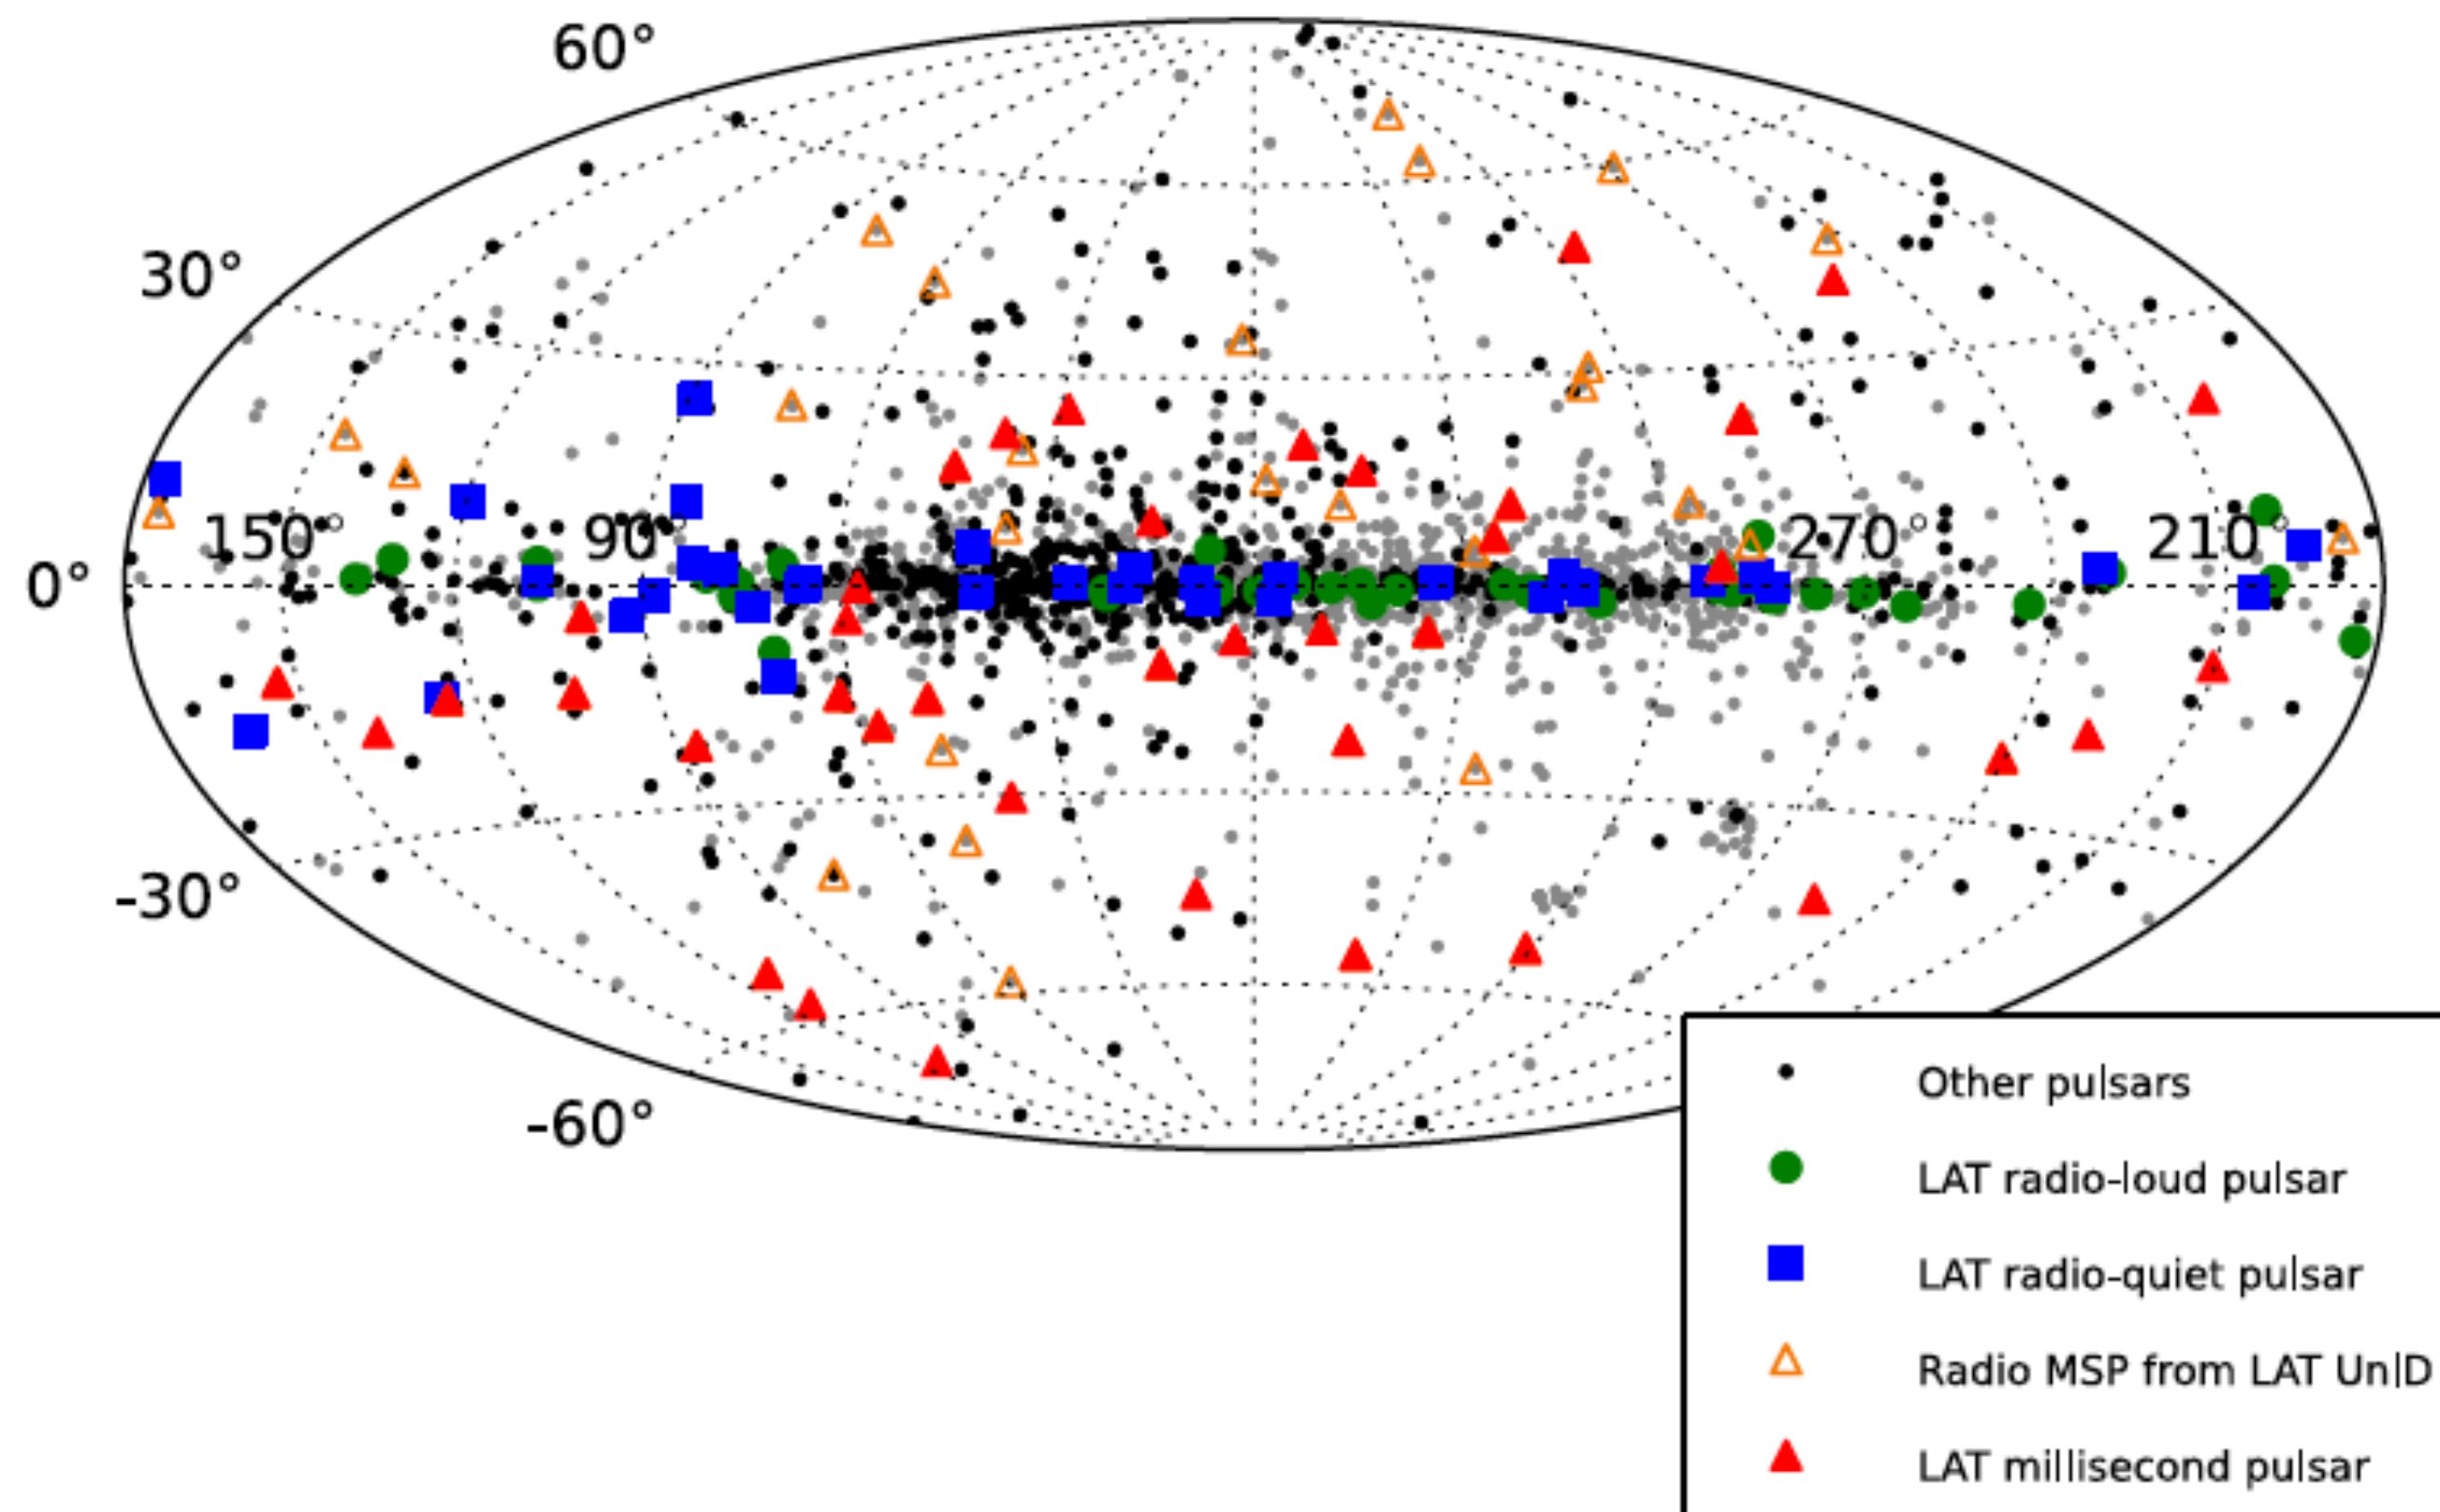 60°
30°
150° 90° 270° 210°
0°
-30°
-60°
Other pulsars
LAT radio-loud pulsar
LAT radio-quiet pulsar
Radio MSP from LAT UnID
LAT millisecond pulsar